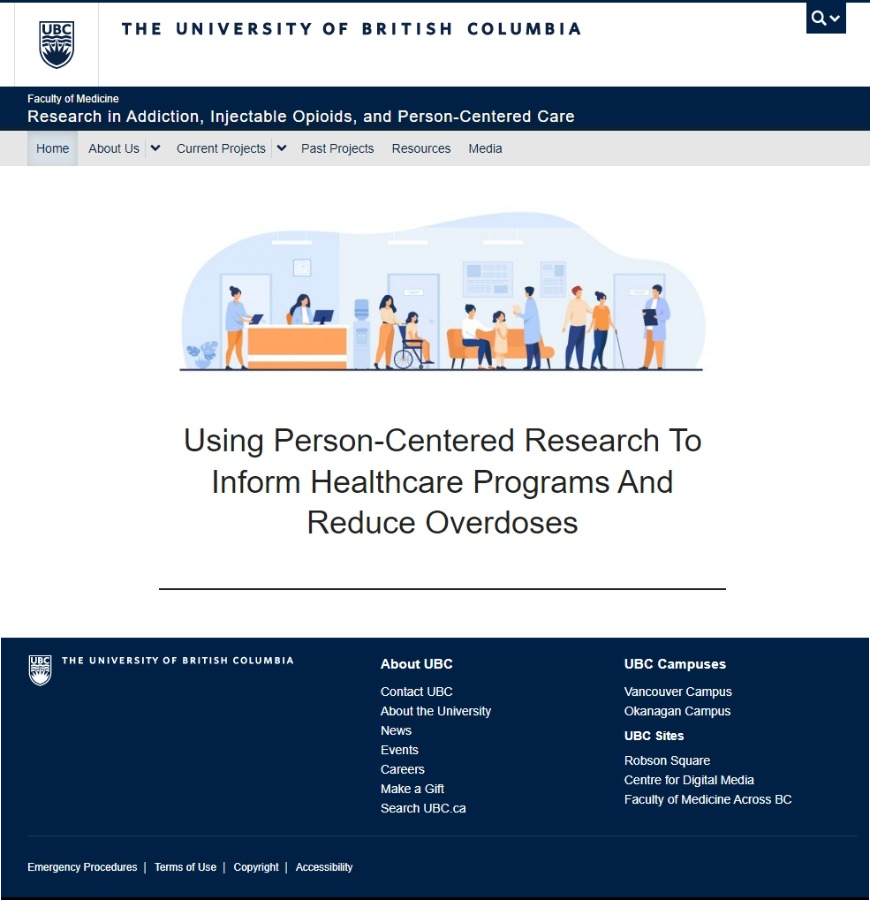 UBC
THE UNIVERSITY OF BRITISH COLUMBIA
Faculty of Medicine
Research in Addiction, Injectable Opioids, and Person-Centered Care
Home About Us Current Projects Past Projects Resources Media
Using Person-Centered Research To
Inform Healthcare Programs And
Reduce Overdoses
UBC
THE UNIVERSITY OF BRITISH COLUMBIA
About UBC
Contact UBC
About the University
News
Events
Careers
Make a Gift
Search UBC.ca
UBC Campuses
Vancouver Campus
Okanagan Campus
UBC Sites
Robson Square
Centre for Digital Media
Faculty of Medicine Across BC
Emergency Procedures | Terms of Use | Copyright | Accessibility